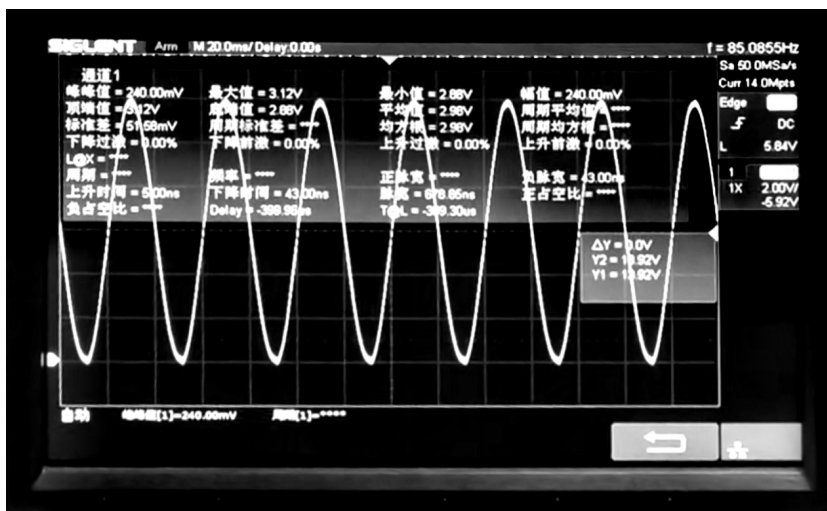 SIGLENT Arm M 20.0ms/ Delay:0.00s f = 85.0855Hz
Sa 50.0MSa/s
Curr 14.0Mpts
Edge
DC
L 5.84V
1
1X 2.00V/
-5.92V
通道1
峰峰值 = 240.00mV 最大值 = 3.12V 最小值 = 2.88V 幅值 = 240.00mV
顶端值 = 3.12V 底端值 = 2.88V 平均值 = 2.98V 周期平均值 = ****
标准差 = 51.58mV 周期标准差 = **** 均方根 = 2.98V 周期均方根 = ****
下降过激 = 0.00% 下降前激 = 0.00% 上升过激 = 0.00% 上升前激 = 0.00%
L@X = ****
周期 = **** 频率 = **** 正脉宽 = **** 负脉宽 = 43.00ns
上升时间 = 5.00ns 下降时间 = 43.00ns 脉宽 = 678.85ns 正占空比 = ****
负占空比 = **** Delay = -399.96us T@L = -399.30us
ΔY = 0.0V
Y2 = 13.92V
Y1 = 13.92V
自动 峰峰值[1]=240.00mV 周期[1]=****